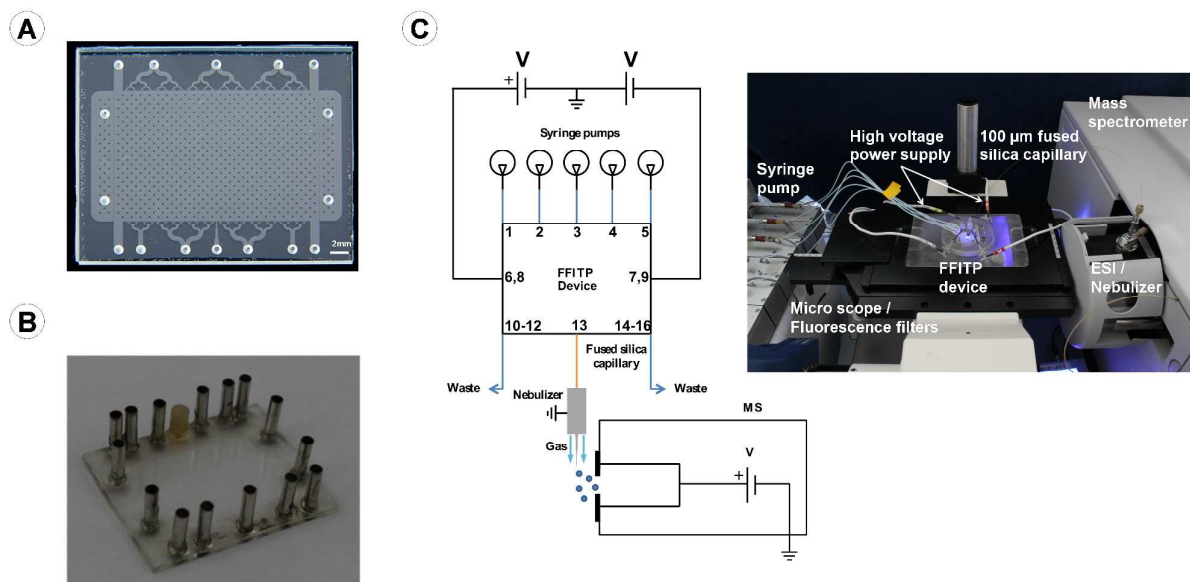 A
2mm
B
C
V
+
V
Syringe pumps
1
2
3
4
5
6,8
FFITP
Device
7,9
10-12
13
14-16
Fused silica
capillary
Waste
Waste
Nebulizer
Gas
MS
V
+
Mass
spectrometer
High voltage
power supply
100 µm fused
silica capillary
Syringe
pump
FFITP
device
ESI /
Nebulizer
Micro scope /
Fluorescence filters